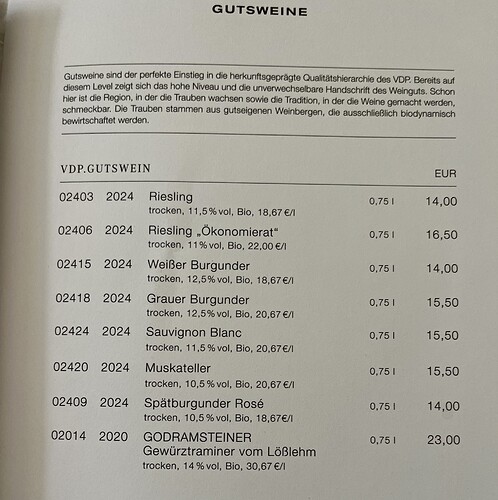 GUTSWEINE
Gutsweine sind der perfekte Einstieg in die herkunftsgeprägte Qualitätshierarchie des VDP. Bereits auf
diesem Level zeigt sich das hohe Niveau und die unverwechselbare Handschrift des Weinguts. Schon
hier ist die Region, in der die Trauben wachsen sowie die Tradition, in der die Weine gemacht werden,
schmeckbar. Die Trauben stammen aus gutseigenen Weinbergen, die ausschließlich biodynamisch
bewirtschaftet werden.
VDP.GUTSWEIN EUR
02403 2024 Riesling 0,75 l 14,00
trocken, 11,5 % vol, Bio, 18,67 €/l
02406 2024 Riesling „Ökonomierat“ 0,75 l 16,50
trocken, 11 % vol, Bio, 22,00 €/l
02415 2024 Weißer Burgunder 0,75 l 14,00
trocken, 12,5 % vol, Bio, 18,67 €/l
02418 2024 Grauer Burgunder 0,75 l 15,50
trocken, 12,5 % vol, Bio, 20,67 €/l
02424 2024 Sauvignon Blanc 0,75 l 15,50
trocken, 11,5 % vol, Bio, 20,67 €/l
02420 2024 Muskateller 0,75 l 15,50
trocken, 10,5 % vol, Bio, 20,67 €/l
02409 2024 Spätburgunder Rosé 0,75 l 14,00
trocken, 10,5 % vol, Bio, 18,67 €/l
02014 2020 GODRAMSTEINER 0,75 l 23,00
Gewürztraminer vom Lößlehm
trocken, 14 % vol, Bio, 30,67 €/l